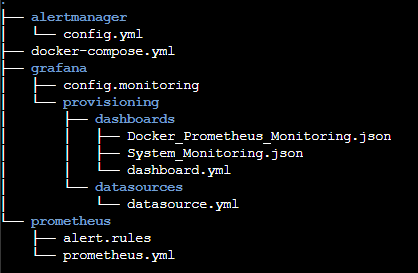 .
├── alertmanager
│   └── config.yml
├── docker-compose.yml
├── grafana
│   ├── config.monitoring
│   └── provisioning
│       ├── dashboards
│       │   ├── Docker_Prometheus_Monitoring.json
│       │   ├── System_Monitoring.json
│       │   └── dashboard.yml
│       └── datasources
│           └── datasource.yml
└── prometheus
    ├── alert.rules
    └── prometheus.yml